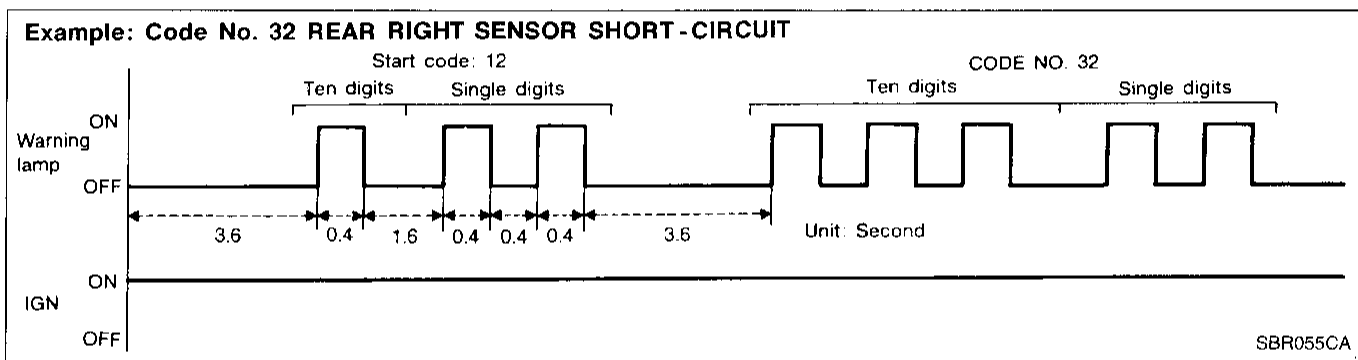 Example: Code No. 32 REAR RIGHT SENSOR SHORT-CIRCUIT
Start code: 12
CODE NO. 32
Ten digits
Single digits
Ten digits
Single digits
ON
Warning
lamp
OFF
3.6
0.4
1.6
0.4
0.4
0.4
3.6
Unit: Second
ON
IGN
OFF
SBR055CA